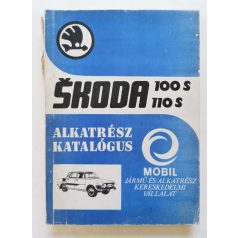 ŠKODA 100 S
110 S
ALKATRÉSZ
KATALÓGUS
MOBIL
JÁRMŰ ÉS ALKATRÉSZ
KERESKEDELMI
VÁLLALAT